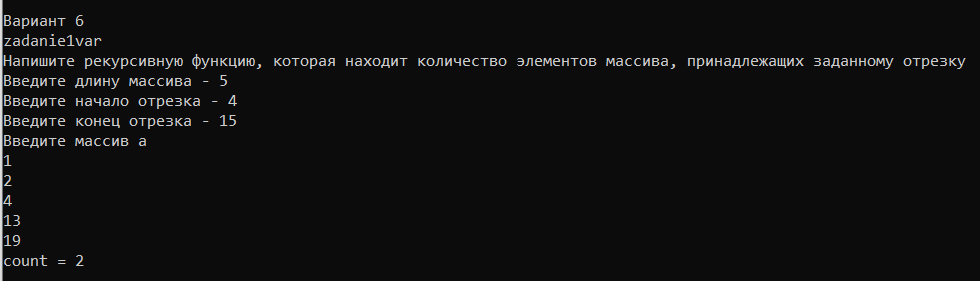 Вариант 6
zadanie1var
Напишите рекурсивную функцию, которая находит количество элементов массива, принадлежащих заданному отрезку
Введите длину массива - 5
Введите начало отрезка - 4
Введите конец отрезка - 15
Введите массив a
1
2
4
13
19
count = 2